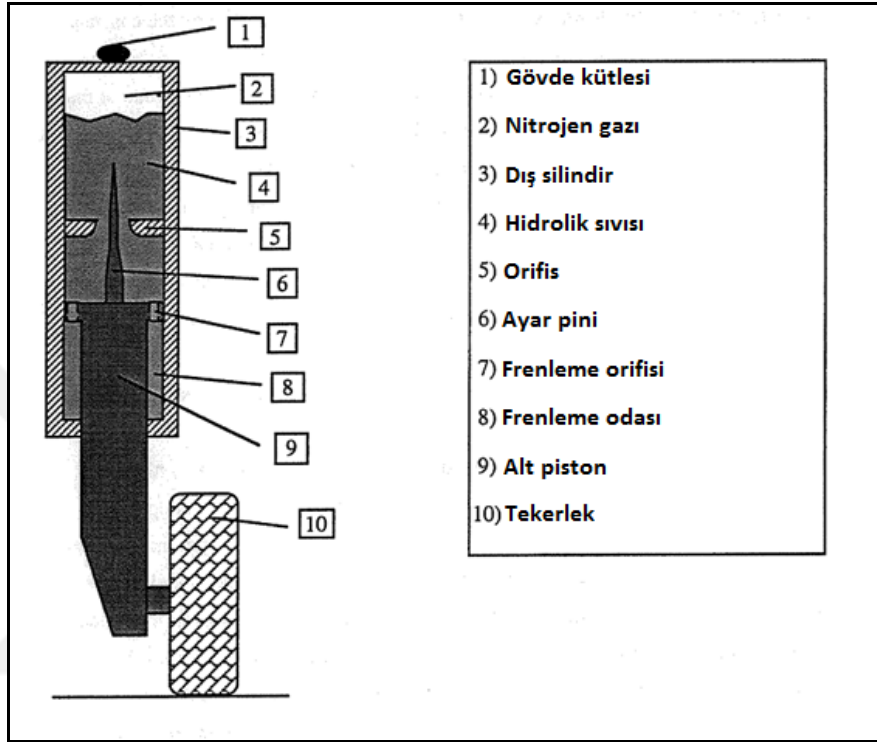 1
2
3
4
5
6
7
8
9
10
1) Gövde kütlesi
2) Nitrojen gazı
3) Dış silindir
4) Hidrolik sıvısı
5) Orifis
6) Ayar pini
7) Frenleme orifisi
8) Frenleme odası
9) Alt piston
10) Tekerlek